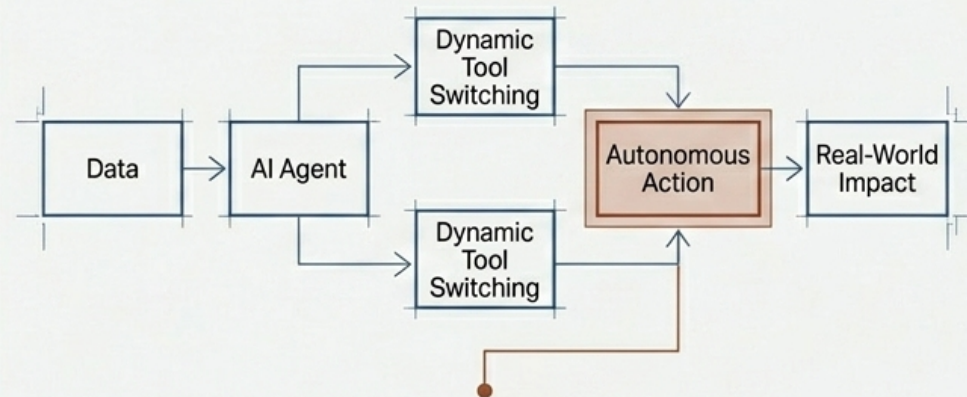 Dynamic
Tool
Switching
Data
AI Agent
Autonomous
Action
Real-World
Impact
Dynamic
Tool
Switching